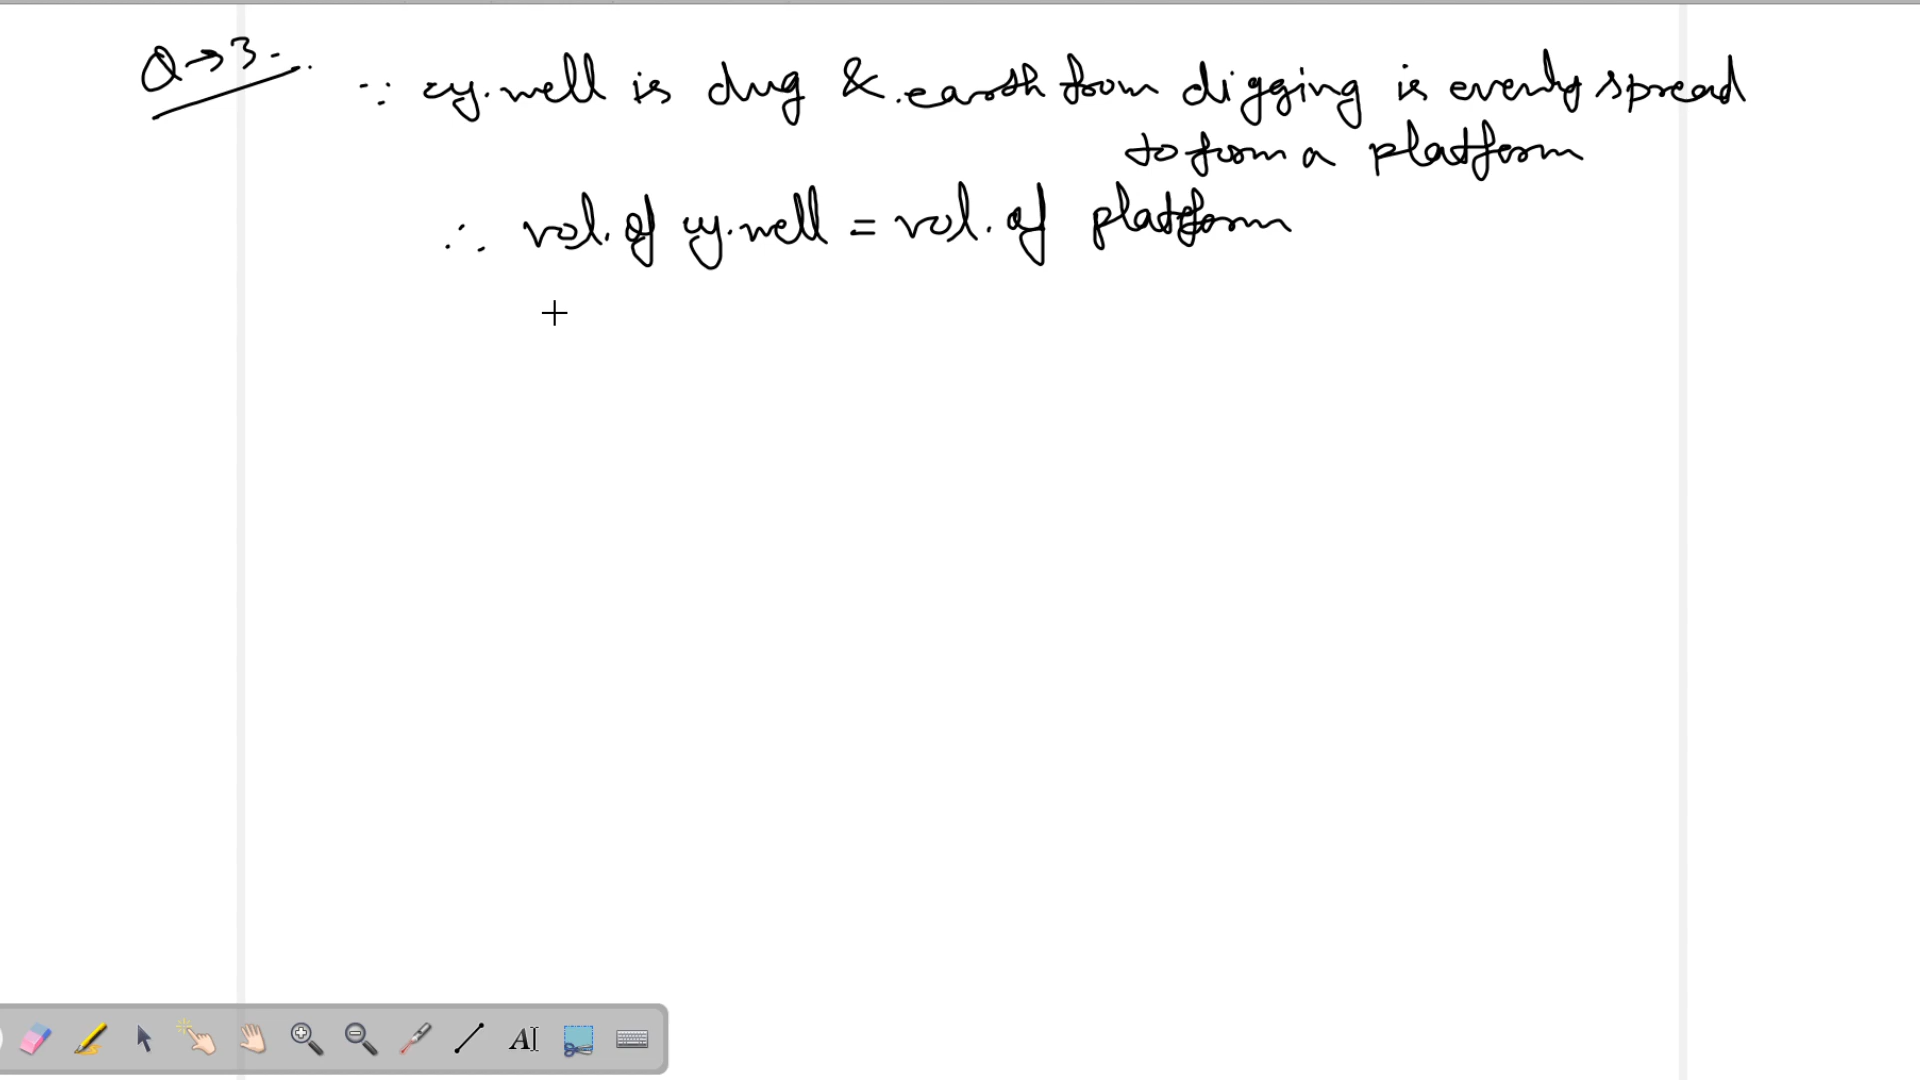 Q→3.
∵ cy. well is dug & earth from digging is evenly spread
to form a platform
∴ vol. of cy. well = vol. of platform